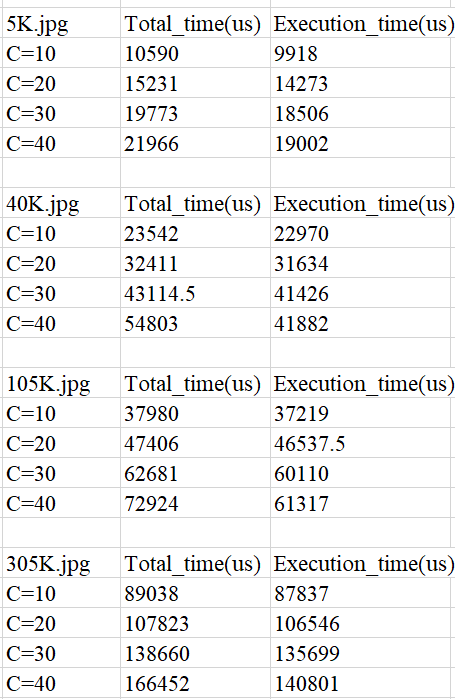 5K.jpg Total_time(us) Execution_time(us)
C=10 10590 9918
C=20 15231 14273
C=30 19773 18506
C=40 21966 19002
40K.jpg Total_time(us) Execution_time(us)
C=10 23542 22970
C=20 32411 31634
C=30 43114.5 41426
C=40 54803 41882
105K.jpg Total_time(us) Execution_time(us)
C=10 37980 37219
C=20 47406 46537.5
C=30 62681 60110
C=40 72924 61317
305K.jpg Total_time(us) Execution_time(us)
C=10 89038 87837
C=20 107823 106546
C=30 138660 135699
C=40 166452 140801